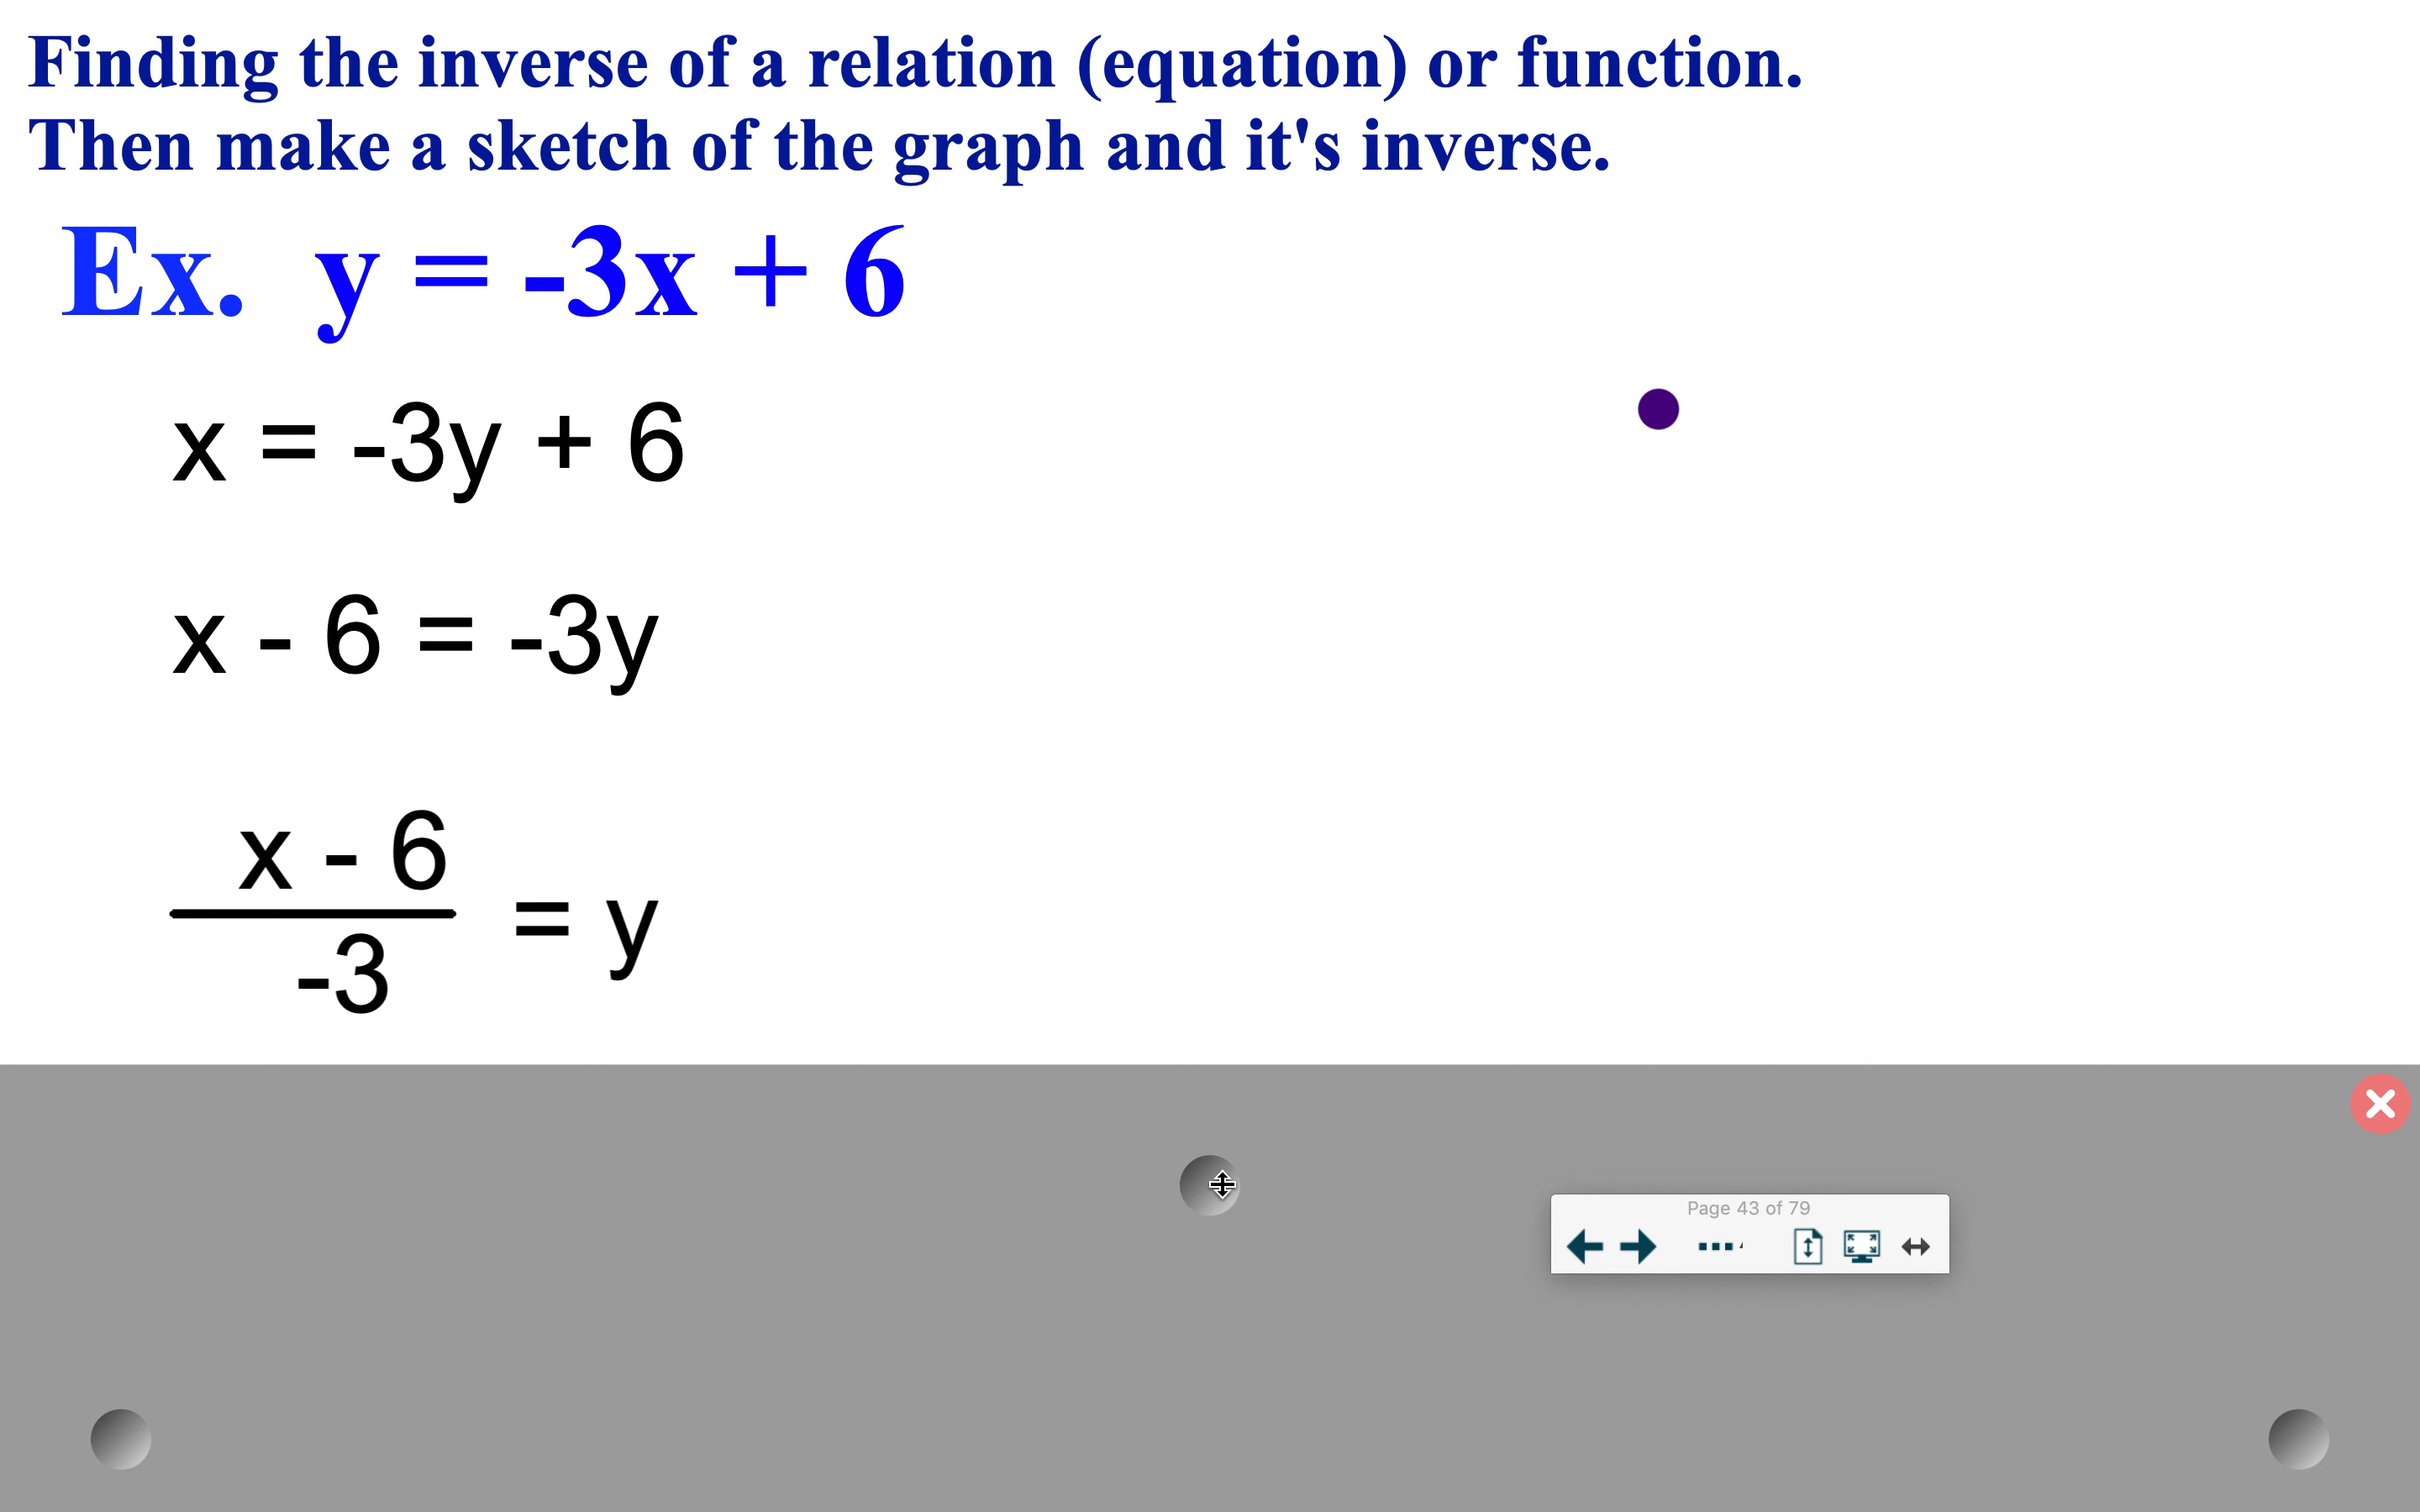 Finding the inverse of a relation (equation) or function.
Then make a sketch of the graph and it's inverse.
Ex. y = -3x + 6
x = -3y + 6
x - 6 = -3y
x - 6
-3
= y
Page 43 of 79